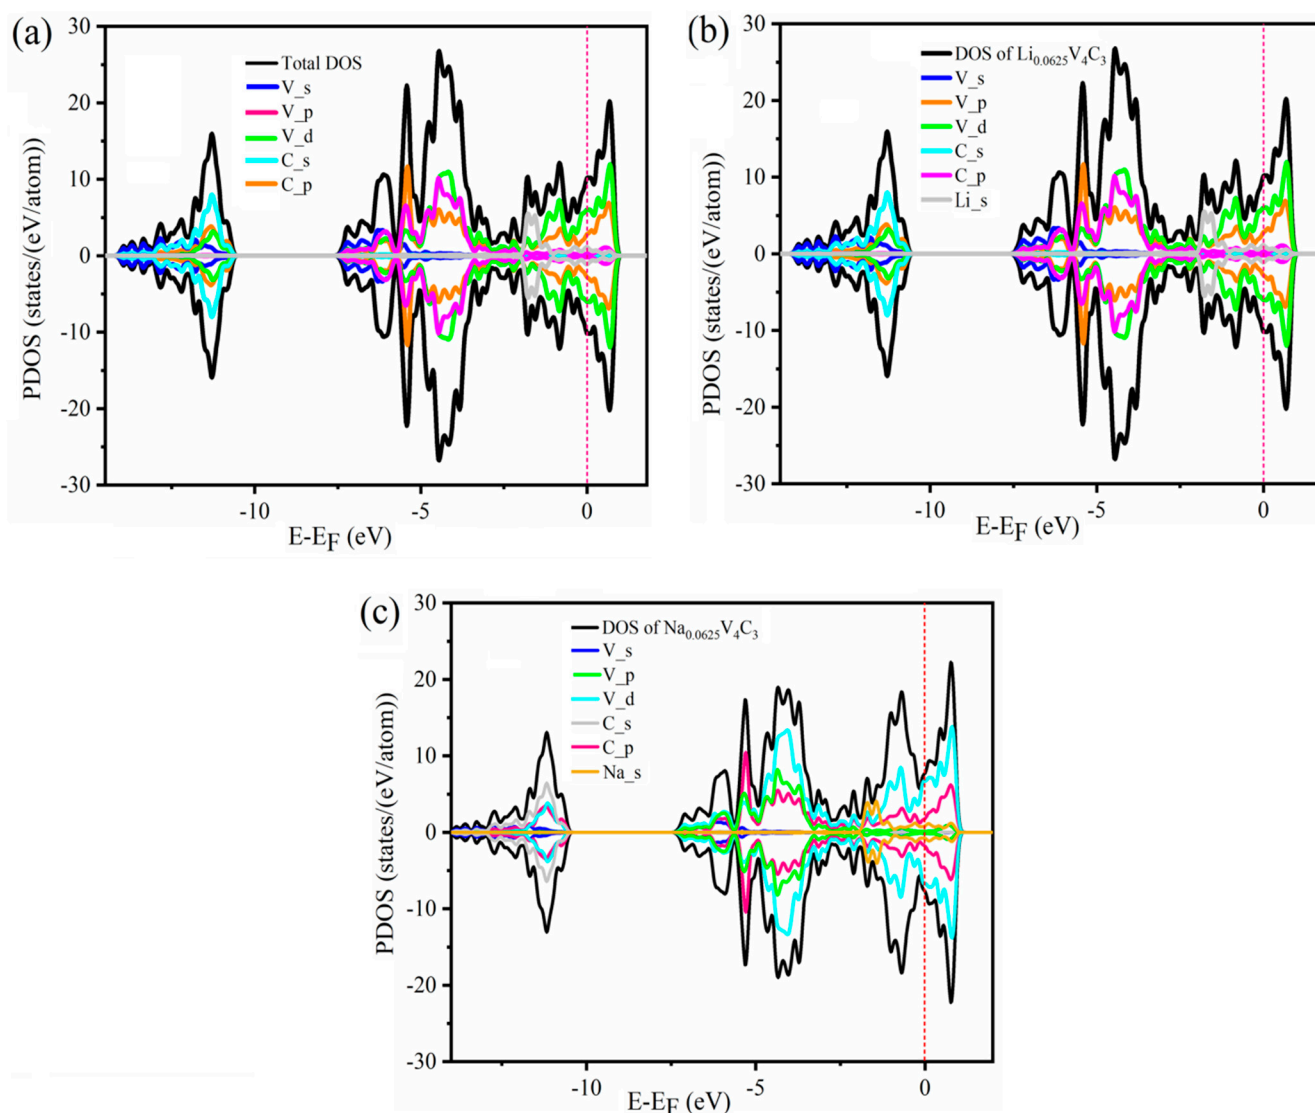 (a)
30
20
10
0
-10
-20
-30
-10
-5
0
PDOS (states/(eV/atom))
E-EF (eV)
Total DOS
V_s
V_p
V_d
C_s
C_p
(b)
30
20
10
0
-10
-20
-30
-10
-5
0
PDOS (states/(eV/atom))
E-EF (eV)
DOS of Li0.0625V4C3
V_s
V_p
V_d
C_s
C_p
Li_s
(c)
30
20
10
0
-10
-20
-30
-10
-5
0
PDOS (states/(eV/atom))
E-EF (eV)
DOS of Na0.0625V4C3
V_s
V_p
V_d
C_s
C_p
Na_s